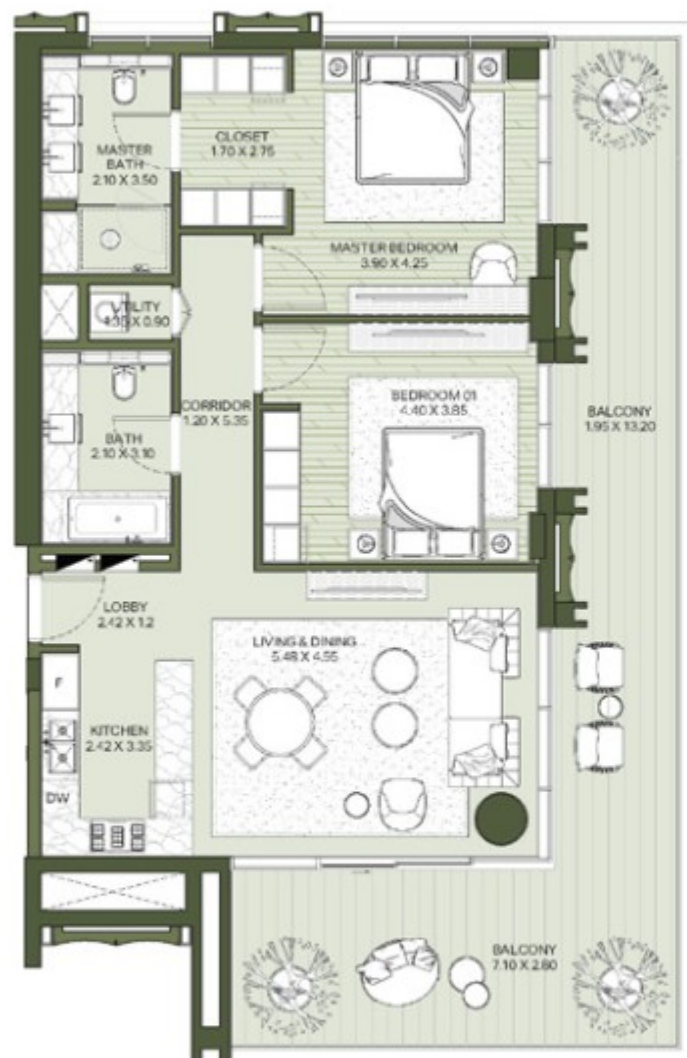 MASTER
BATH
2.10 X 3.50
CLOSET
1.70 X 2.75
MASTER BEDROOM
3.90 X 4.25
UTILITY
1.35 X 0.90
CORRIDOR
1.20 X 5.35
BEDROOM 01
4.40 X 3.85
BALCONY
1.95 X 13.20
BATH
2.10 X 3.10
LOBBY
2.42 X 1.2
LIVING & DINING
5.48 X 4.55
F
KITCHEN
2.42 X 3.35
DW
BALCONY
7.10 X 2.80